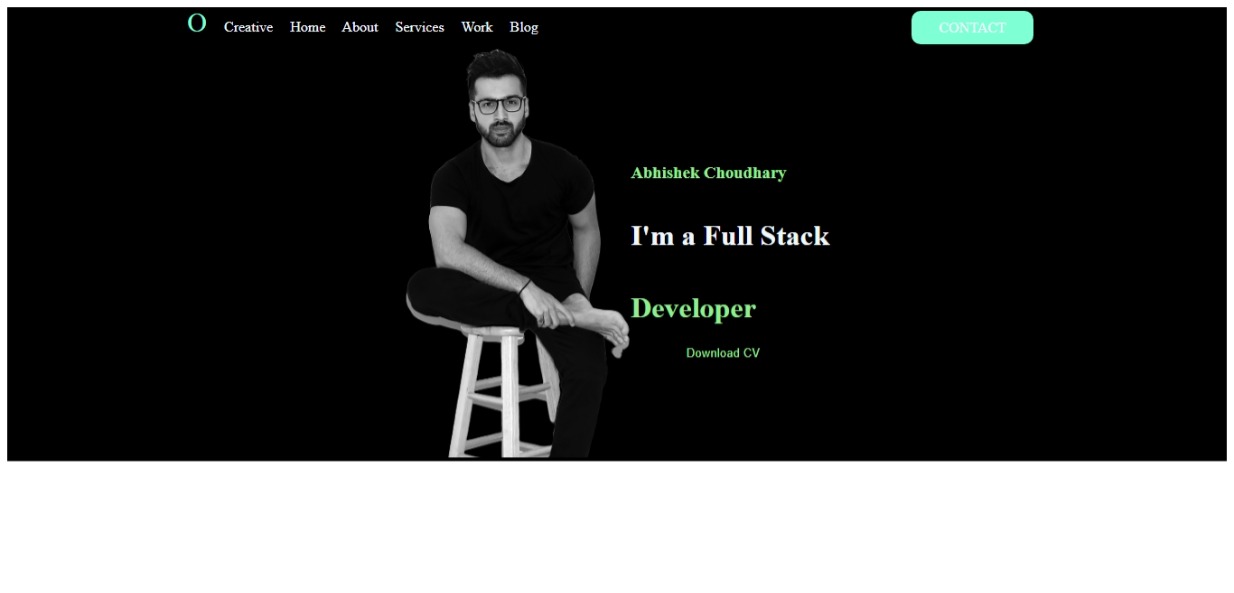 O Creative Home About Services Work Blog CONTACT
Abhishek Choudhary
I'm a Full Stack
Developer
Download CV